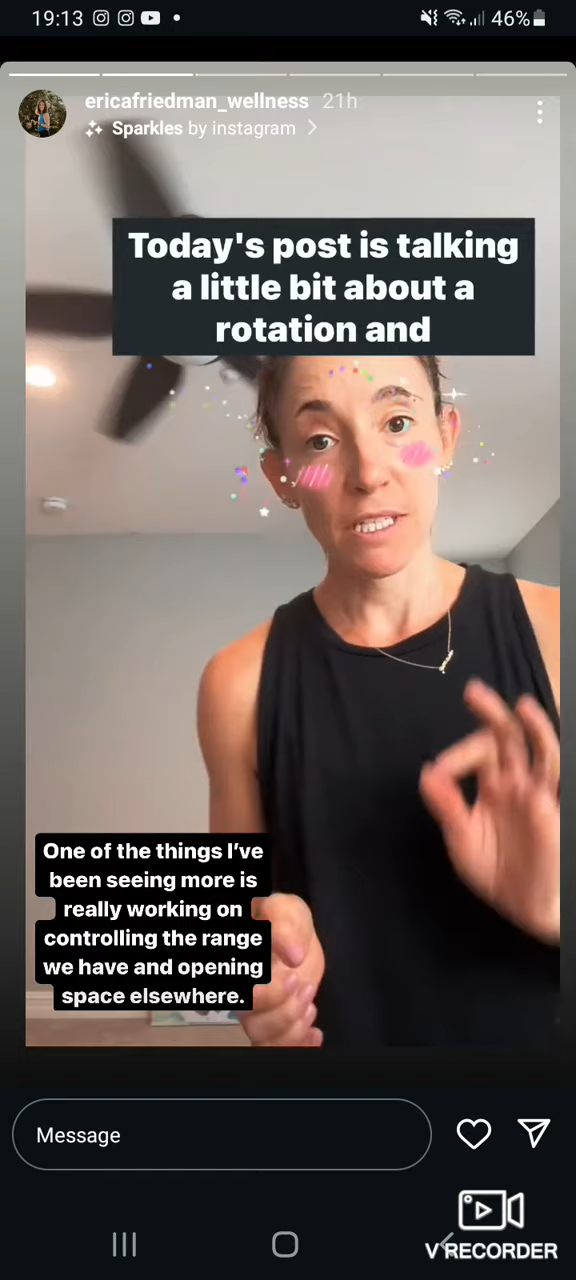 19:13 46%
ericafriedman_wellness 21h
Sparkles by instagram
Today's post is talking
a little bit about a
rotation and
One of the things I've
been seeing more is
really working on
controlling the range
we have and opening
space elsewhere.
Message
V RECORDER